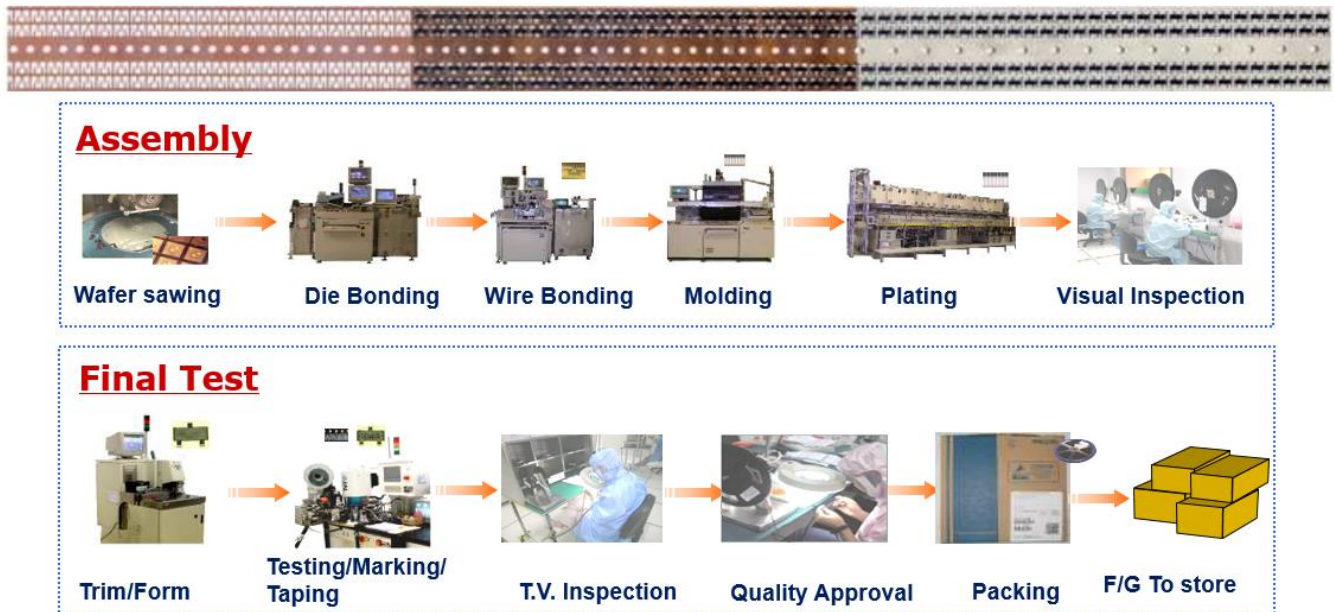 Assembly
Wafer sawing
Die Bonding
Wire Bonding
Molding
Plating
Visual Inspection
Final Test
Trim/Form
Testing/Marking/
Taping
T.V. Inspection
Quality Approval
Packing
F/G To store